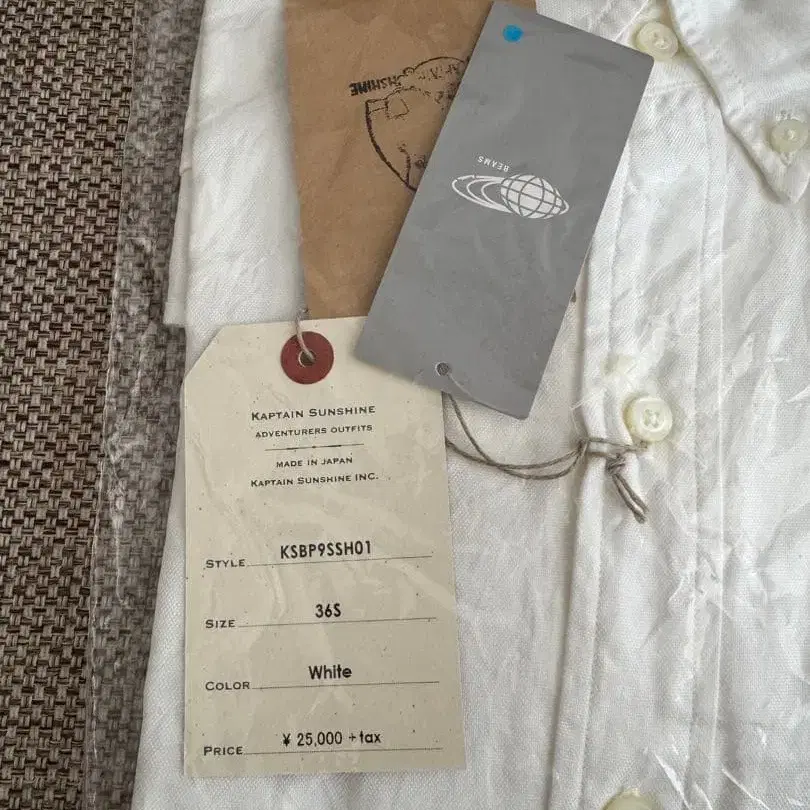 SUNSHINE
BEAMS
KAPTAIN SUNSHINE
ADVENTURERS OUTFITS
MADE IN JAPAN
KAPTAIN SUNSHINE INC.
STYLE KSBP9SSH01
SIZE 36S
COLOR White
PRICE ¥ 25,000 +tax